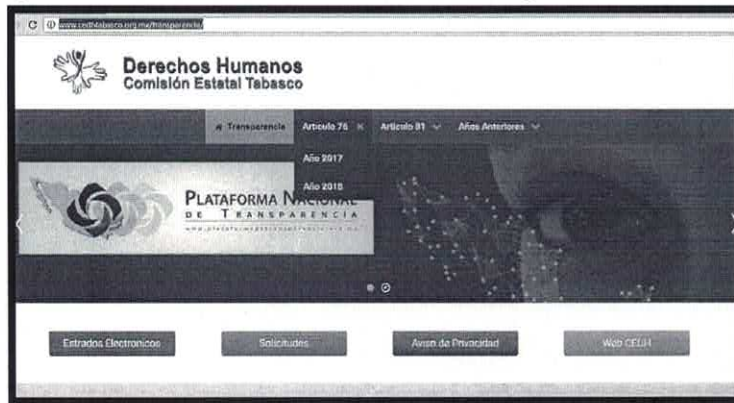 www.cedhtabasco.org.mx/transparencia/
Derechos Humanos
Comisión Estatal Tabasco
Transparencia Artículo 76 Artículo 81 Años Anteriores
Año 2017
Año 2018
PLATAFORMA NACIONAL
DE TRANSPARENCIA
Estrados Electronicos Solicitudes Aviso de Privacidad Web CEDH